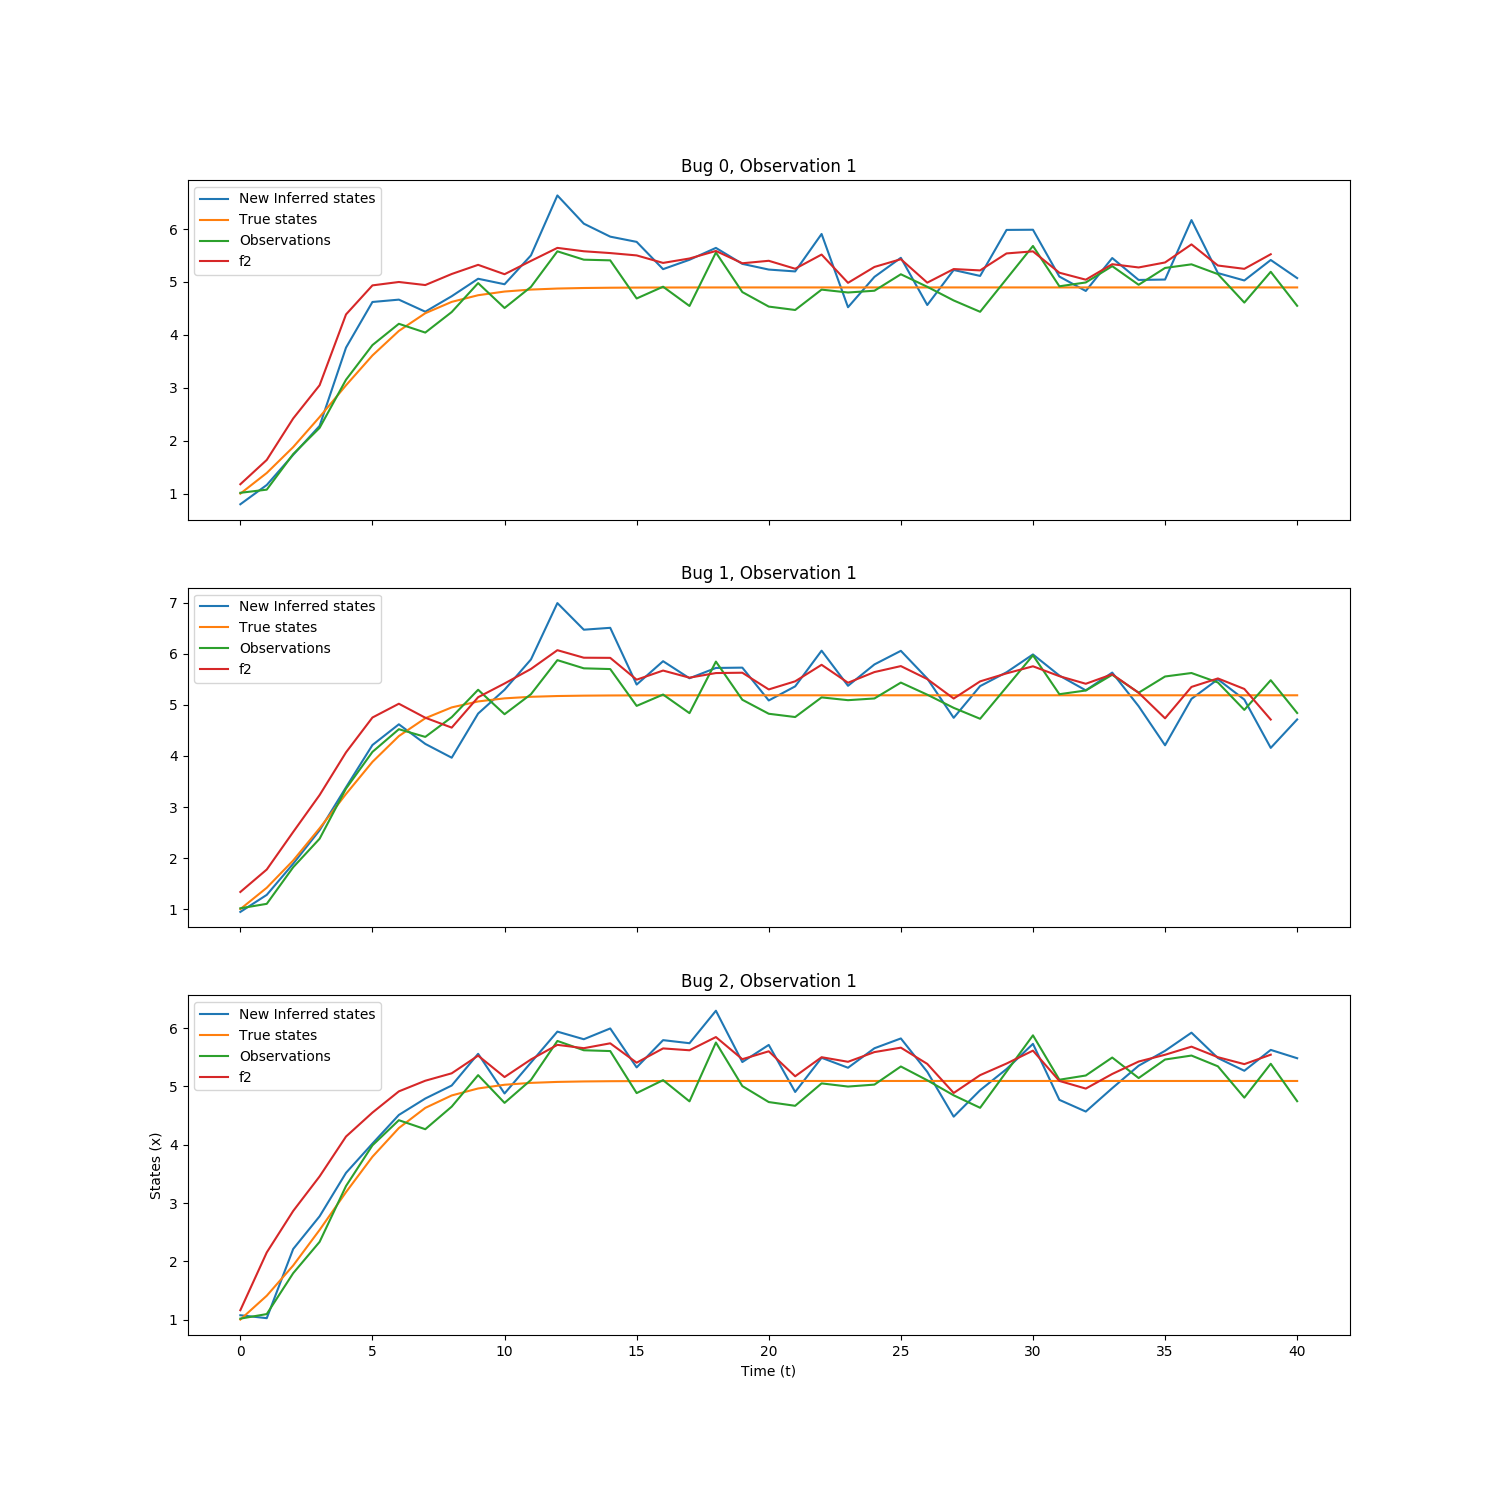 Bug 0, Observation 1
New Inferred states
True states
Observations
f2
6
5
4
3
2
1
Bug 1, Observation 1
New Inferred states
True states
Observations
f2
7
6
5
4
3
2
1
Bug 2, Observation 1
New Inferred states
True states
Observations
f2
6
5
4
3
2
1
States (x)
0 5 10 15 20 25 30 35 40
Time (t)